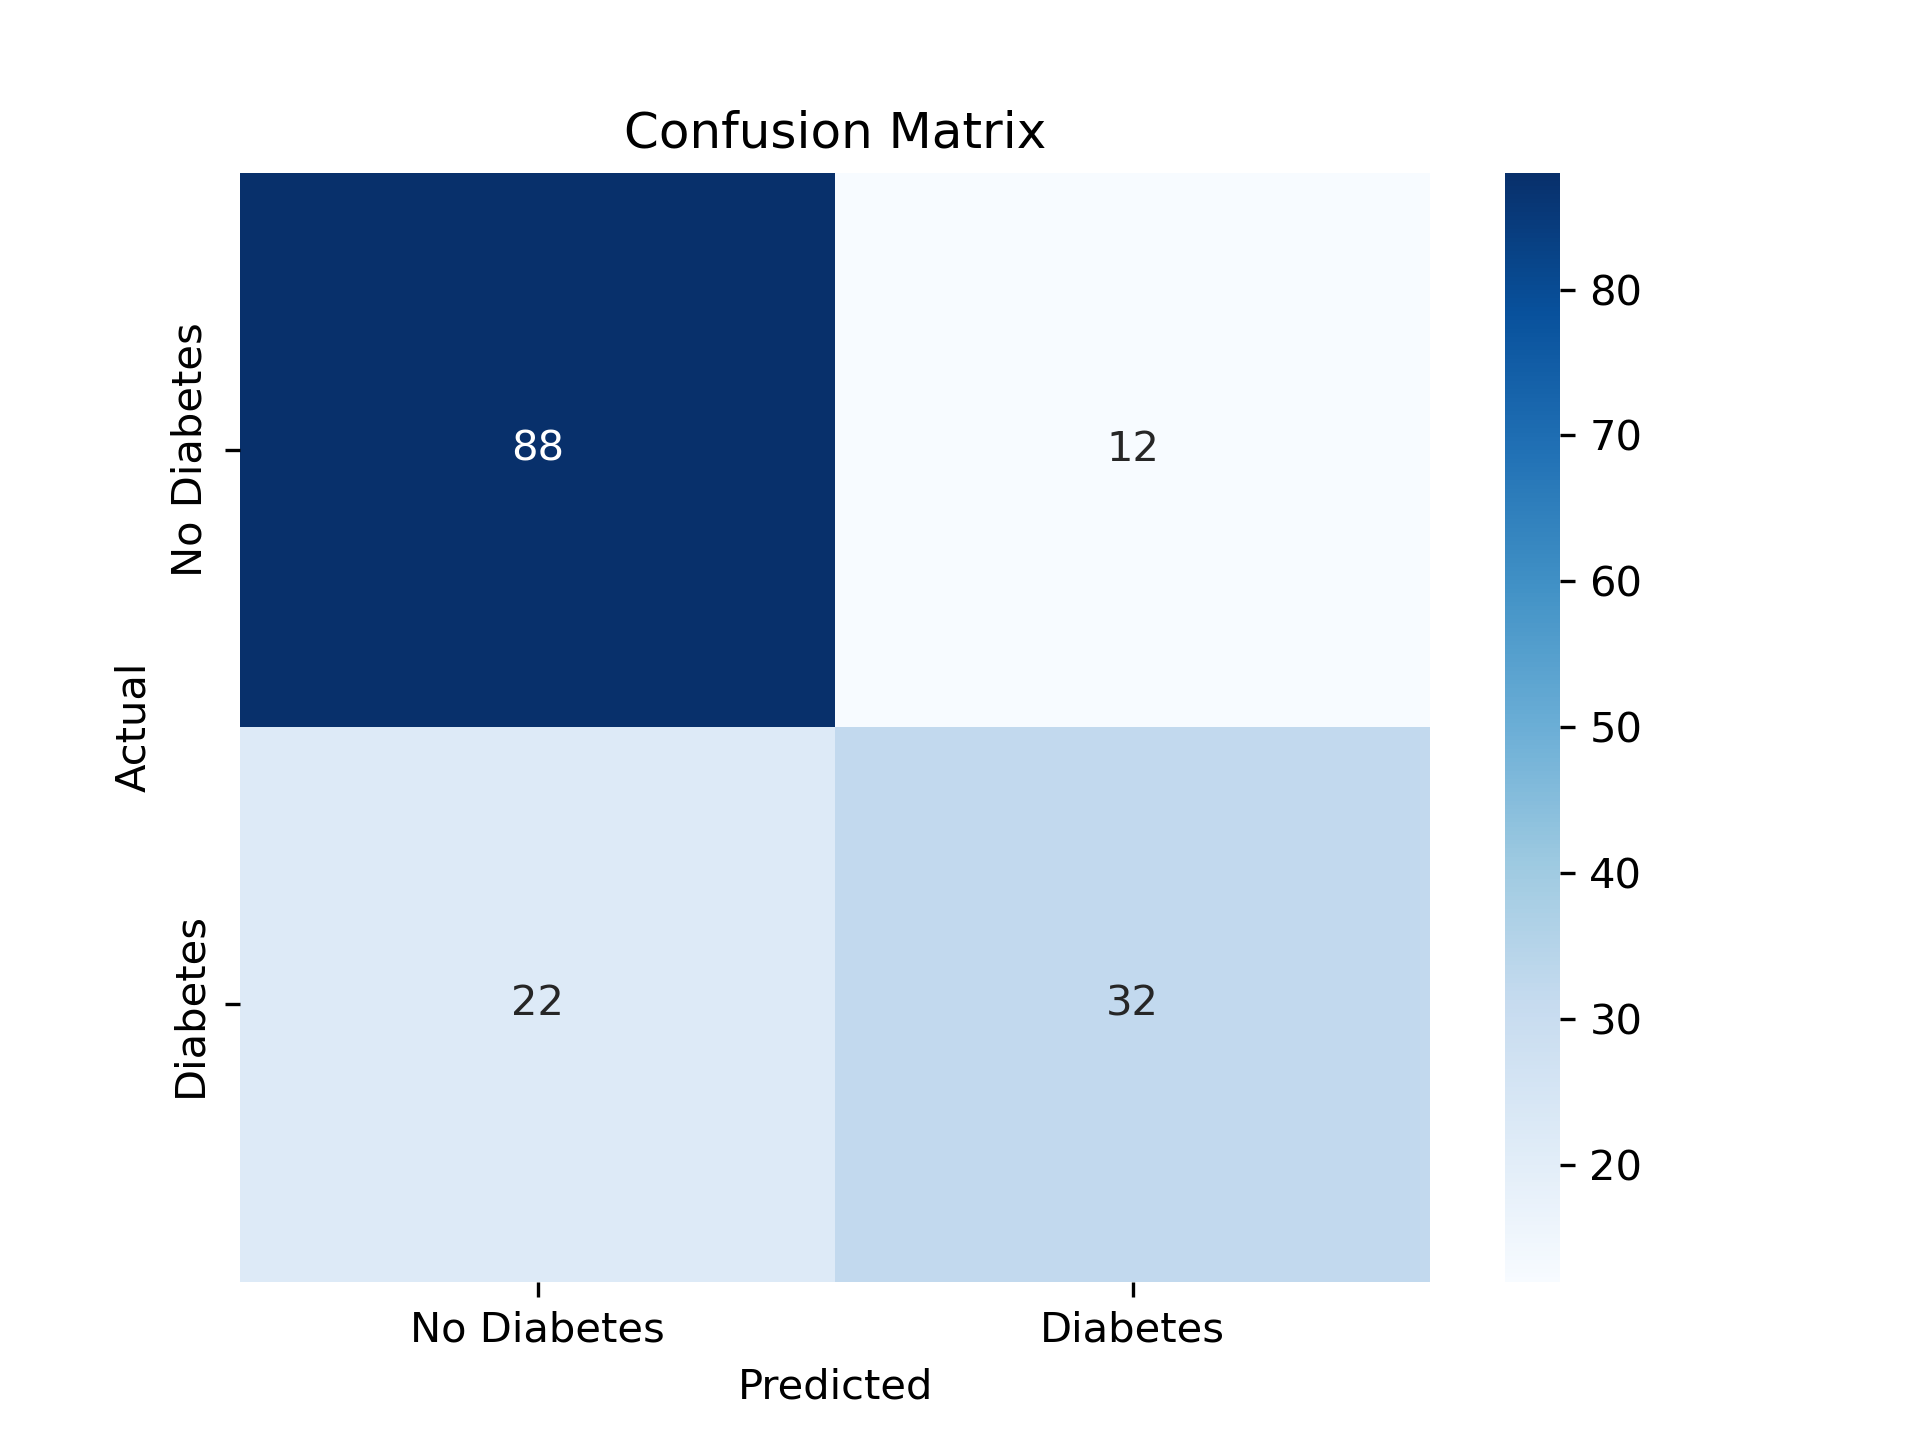 Confusion Matrix
No Diabetes
Diabetes
Actual
88
12
22
32
No Diabetes
Diabetes
Predicted
80
70
60
50
40
30
20